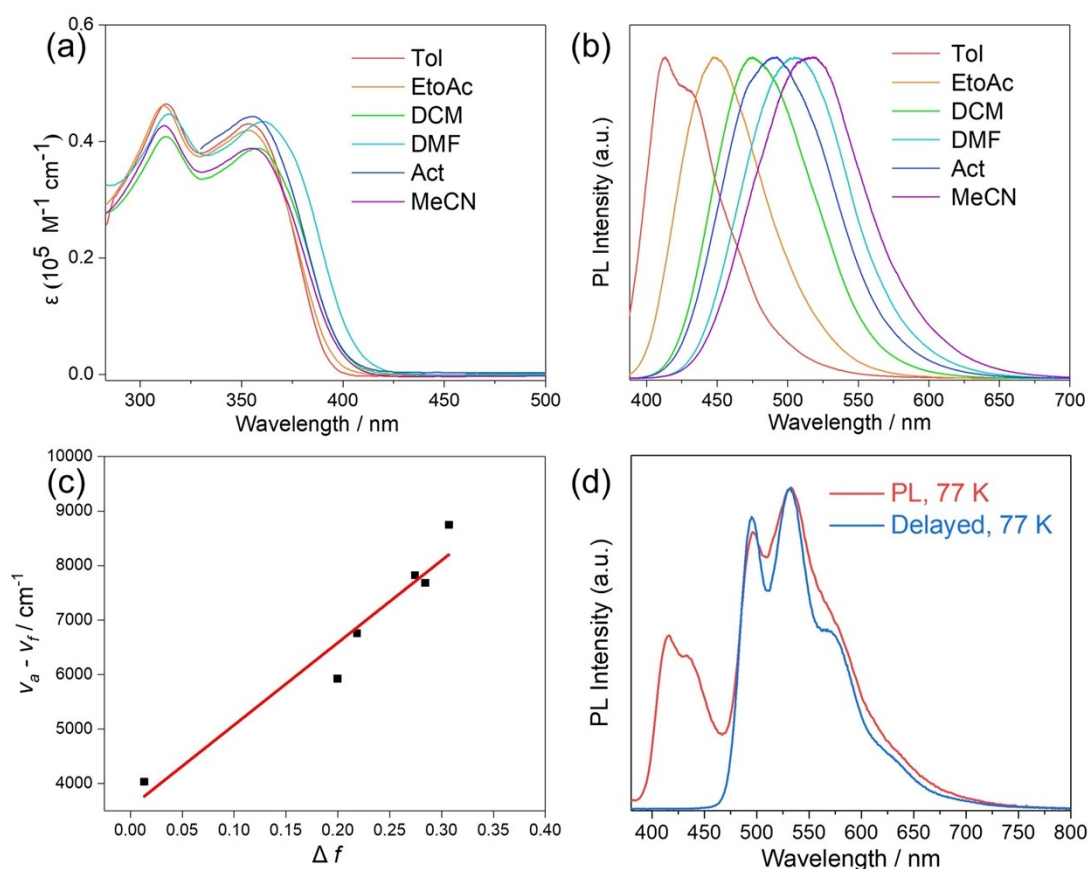 (a)
0.6
0.4
0.2
0.0
ε (10⁵ M⁻¹ cm⁻¹)
Tol
EtoAc
DCM
DMF
Act
MeCN
300 350 400 450 500
Wavelength / nm
(b)
PL Intensity (a.u.)
Tol
EtoAc
DCM
DMF
Act
MeCN
400 450 500 550 600 650 700
Wavelength / nm
(c)
10000
9000
8000
7000
6000
5000
4000
νₐ - ν_f / cm⁻¹
0.00 0.05 0.10 0.15 0.20 0.25 0.30 0.35 0.40
Δ f
(d)
PL Intensity (a.u.)
PL, 77 K
Delayed, 77 K
400 450 500 550 600 650 700 750 800
Wavelength / nm